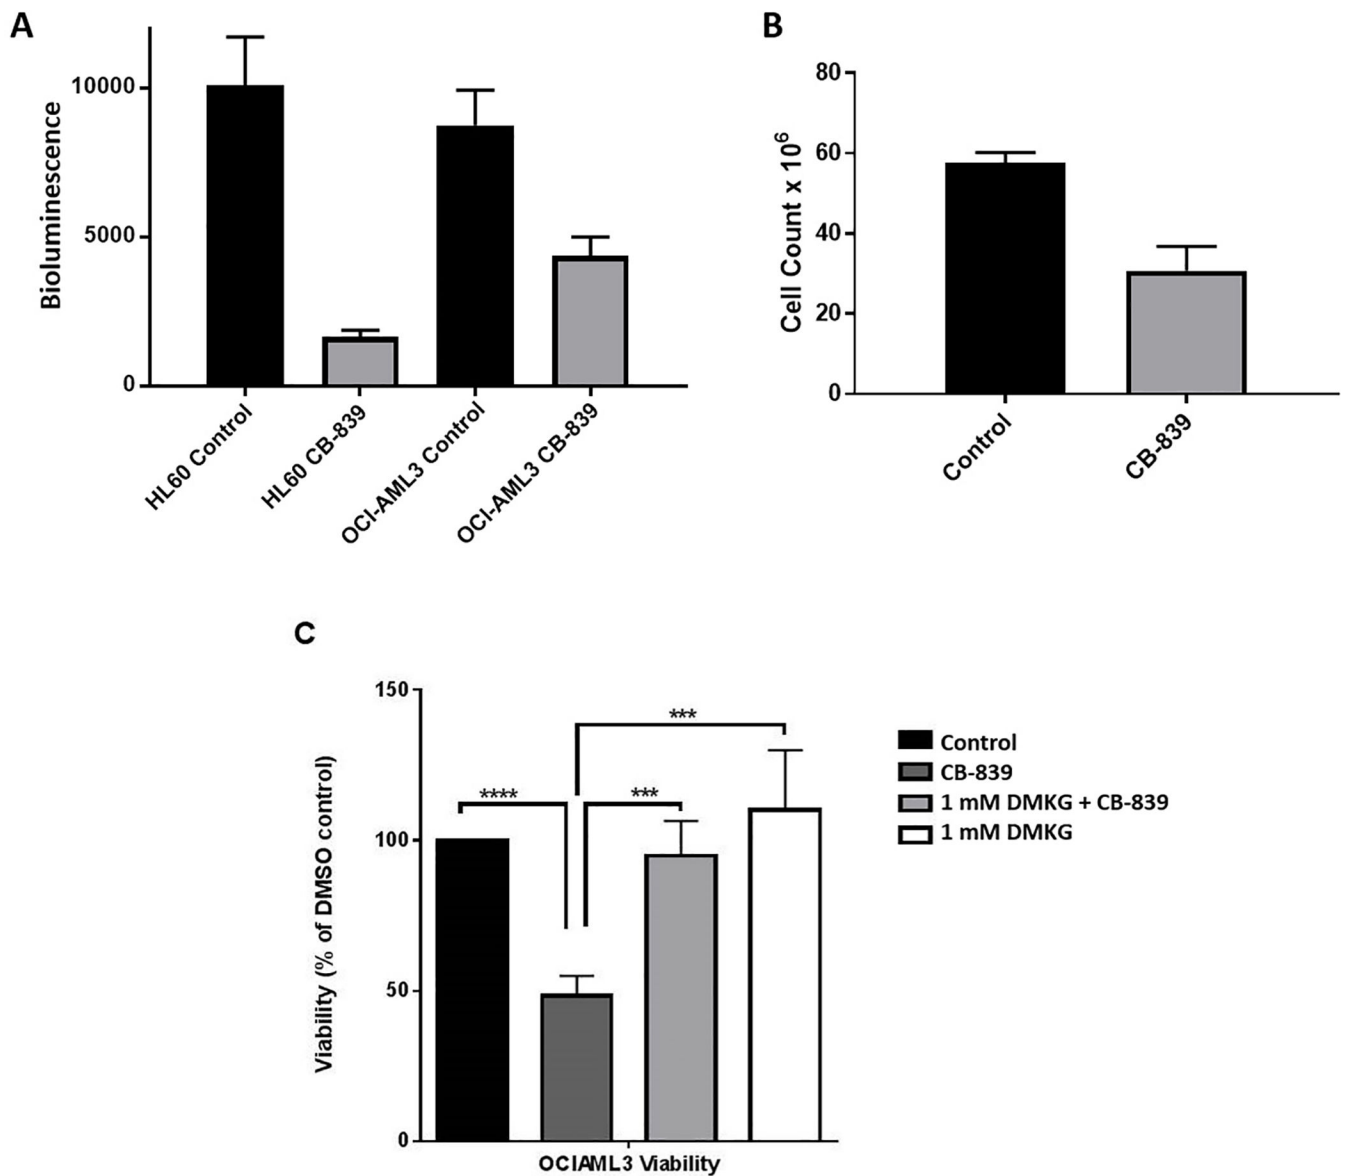 A
Bioluminescence
10000
5000
0
HL60 Control
HL60 CB-839
OCI-AML3 Control
OCI-AML3 CB-839
B
Cell Count x 10⁶
80
60
40
20
0
Control
CB-839
C
Viability (% of DMSO control)
150
100
50
0
****
***
***
OCIAML3 Viability
Control
CB-839
1 mM DMKG + CB-839
1 mM DMKG